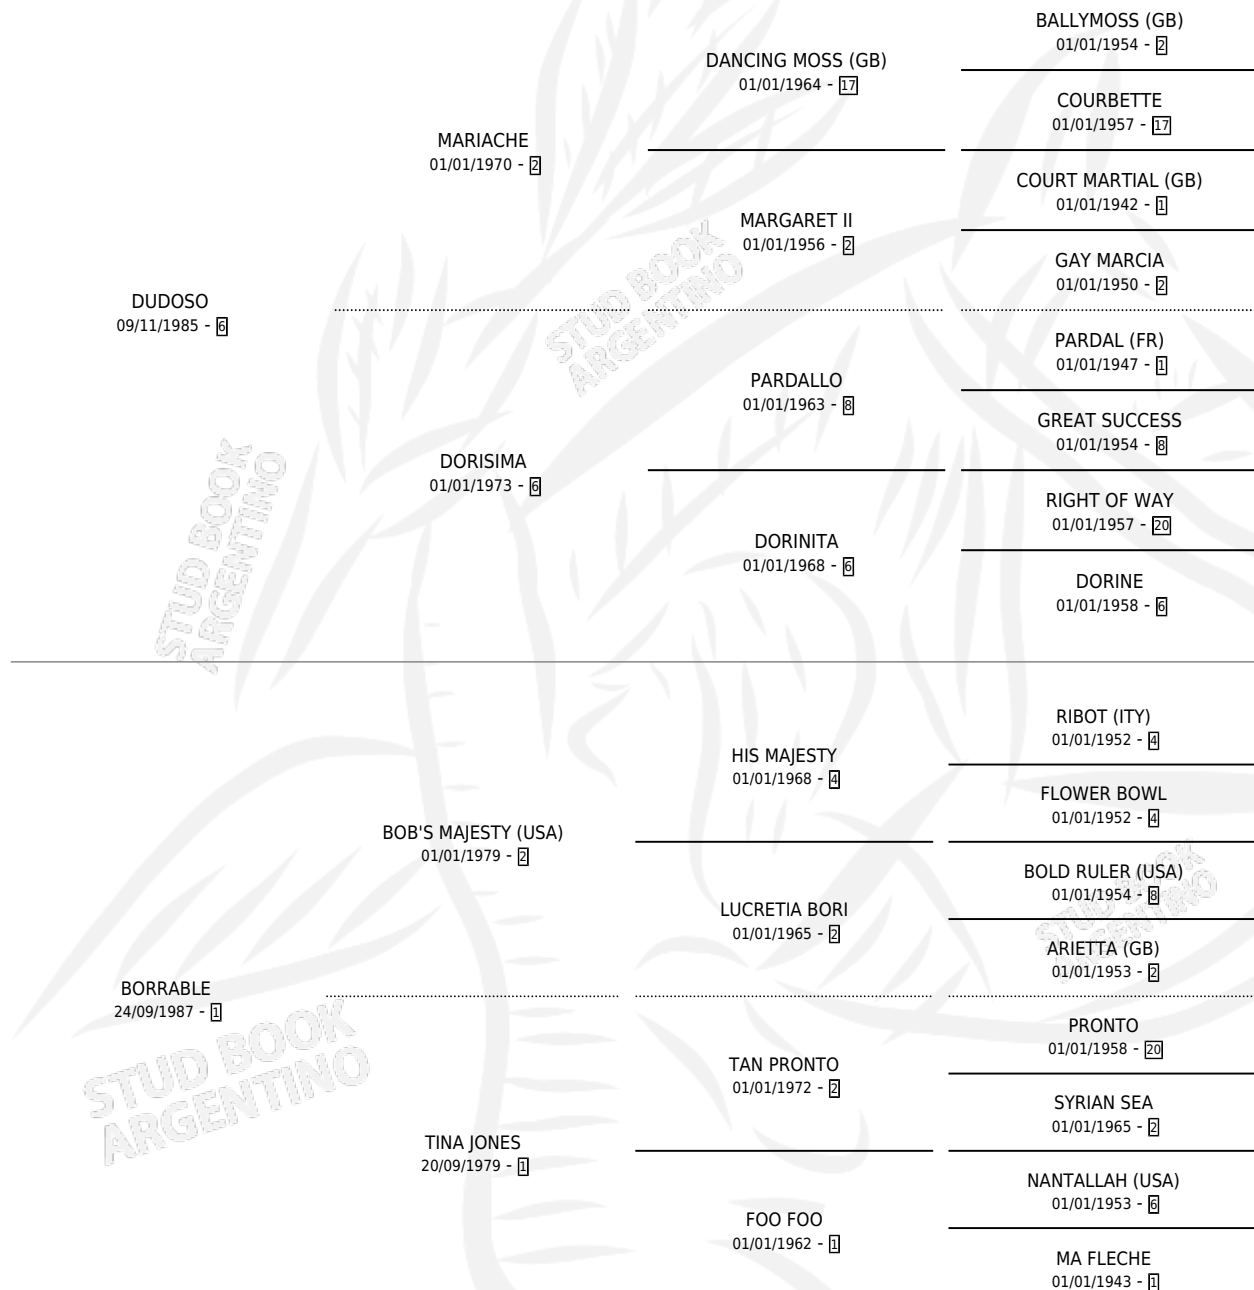 BALLYMOSS (GB)
01/01/1954 - 2
DANCING MOSS (GB)
01/01/1964 - 17
COURBETTE
01/01/1957 - 17
MARIACHE
01/01/1970 - 2
COURT MARTIAL (GB)
01/01/1942 - 1
MARGARET II
01/01/1956 - 2
GAY MARCIA
01/01/1950 - 2
DUDOSO
09/11/1985 - 6
STUD BOOK
ARGENTINO
PARDAL (FR)
01/01/1947 - 1
PARDALLO
01/01/1963 - 8
GREAT SUCCESS
01/01/1954 - 8
DORISIMA
01/01/1973 - 6
RIGHT OF WAY
01/01/1957 - 20
DORINITA
01/01/1968 - 6
DORINE
01/01/1958 - 6
STUD BOOK
ARGENTINO
RIBOT (ITY)
01/01/1952 - 4
HIS MAJESTY
01/01/1968 - 4
FLOWER BOWL
01/01/1952 - 4
BOB'S MAJESTY (USA)
01/01/1979 - 2
BOLD RULER (USA)
01/01/1954 - 8
LUCRETIA BORI
01/01/1965 - 2
ARIETTA (GB)
01/01/1953 - 2
STUD BOOK
ARGENTINO
BORRABLE
24/09/1987 - 1
STUD BOOK
ARGENTINO
PRONTO
01/01/1958 - 20
TAN PRONTO
01/01/1972 - 2
SYRIAN SEA
01/01/1965 - 2
TINA JONES
20/09/1979 - 1
NANTALLAH (USA)
01/01/1953 - 6
FOO FOO
01/01/1962 - 1
MA FLECHE
01/01/1943 - 1